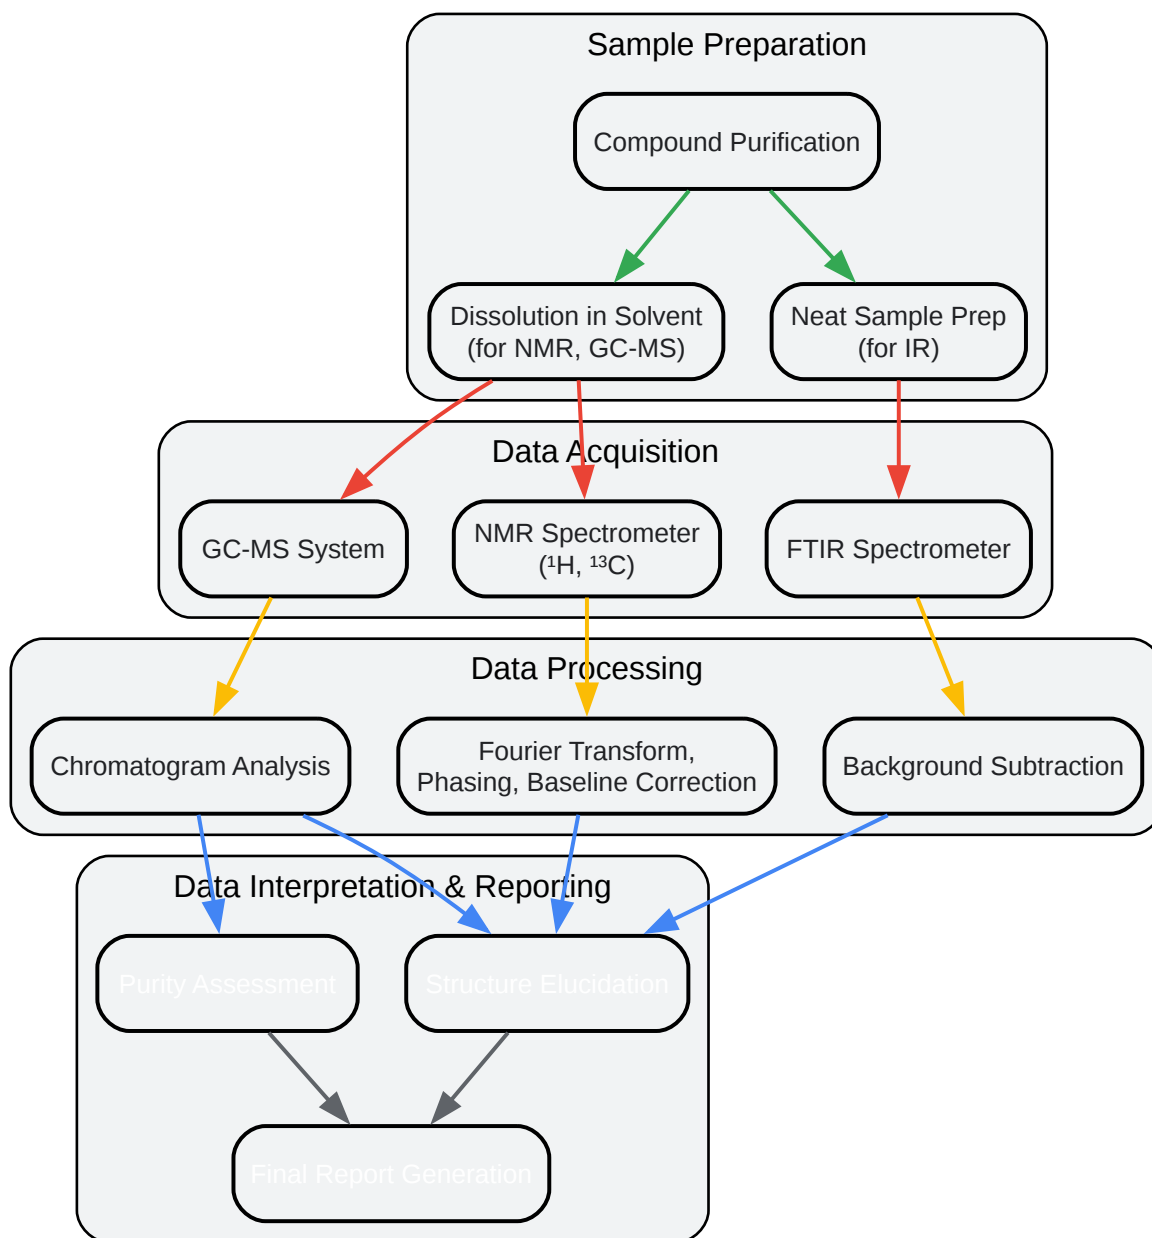 Sample Preparation
Compound Purification
Dissolution in Solvent
(for NMR, GC-MS)
Neat Sample Prep
(for IR)
Data Acquisition
GC-MS System
NMR Spectrometer
(¹H, ¹³C)
FTIR Spectrometer
Data Processing
Chromatogram Analysis
Fourier Transform,
Phasing, Baseline Correction
Background Subtraction
Data Interpretation & Reporting
Purity Assessment
Structure Elucidation
Final Report Generation